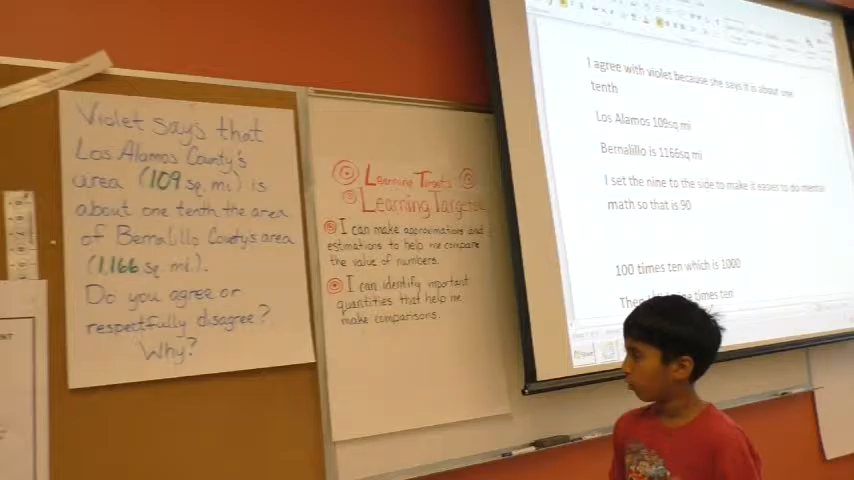 Violet says that
Los Alamos County's
area (109 sq. mi.) is
about one tenth the area
of Bernalillo County's area
(1,166 sq. mi.).
Do you agree or
respectfully disagree?
Why?
Learning Targets
Learning Targets
I can make approximations and
estimations to help me compare
the value of numbers.
I can identify important
quantities that help me
make comparisons.
I agree with violet because she says it is about one
tenth
Los Alamos 109sq mi
Bernalillo is 1166sq mi
I set the nine to the side to make it easier to do mental
math so that is 90
100 times ten which is 1000
times ten